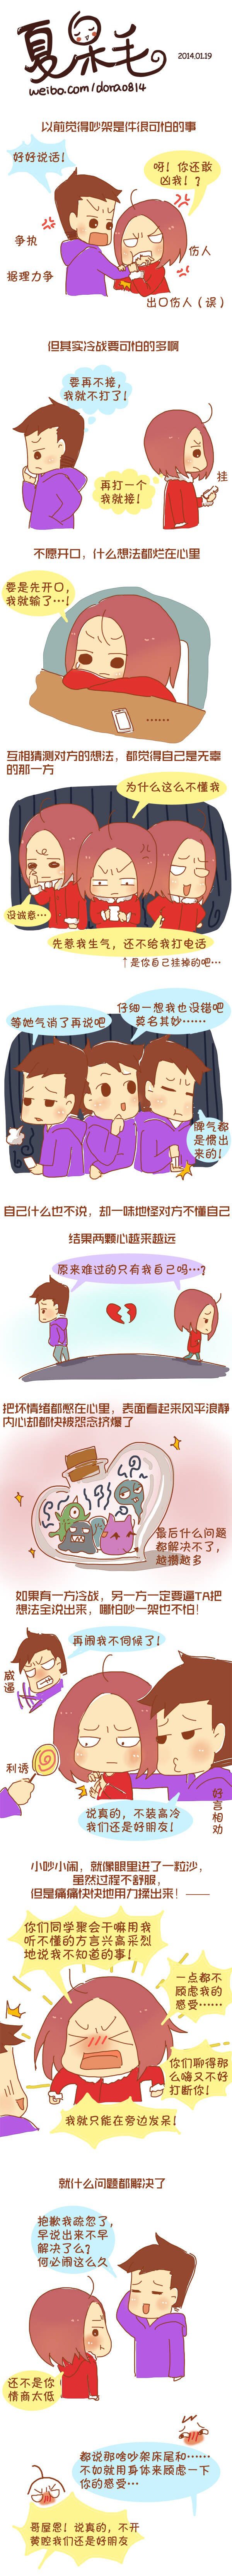 夏呆毛
2014.01.19
weibo.com/dora0814
以前觉得吵架是件很可怕的事
好好说话！
呀！你还敢
凶我！？
争执
据理力争
伤人
出口伤人（误）
但其实冷战要可怕的多啊
要再不接，
我就不打了！
再打一个
我就接！
挂
不愿开口，什么想法都烂在心里
要是先开口，
我就输了…！
……
互相猜测对方的想法，都觉得自己是无辜
的那一方
为什么这么不懂我
没诚意…
先惹我生气，还不给我打电话
↑是你自己挂掉的吧…
等她气消了再说吧
仔细一想我也没错吧
莫名其妙……
脾气都
是惯出
来的！
自己什么也不说，却一味地怪对方不懂自己
结果两颗心越来越远
原来难过的只有我自己吗…？
把坏情绪都憋在心里，表面看起来风平浪静
内心却都快被怨念挤爆了
最后什么问题
都解决不了，
越攒越多
如果有一方冷战，另一方一定要逼TA把
想法全说出来，哪怕吵一架也不怕！
再闹我不伺候了！
威逼
利诱
好言相劝
说真的，不装高冷
我们还是好朋友！
小吵小闹，就像眼里进了一粒沙，
虽然过程不舒服，
但是痛痛快快地用力揉出来！——
你们同学聚会干嘛用我
听不懂的方言兴高采烈
地说我不知道的事！
一点都不
顾虑我的
感受……
你们聊得那
么嗨又不好
打断你！
我就只能在旁边发呆！
就什么问题都解决了
抱歉我疏忽了，
早说出来不早
解决了么？
何必闹这么久
还不是你
情商太低
都说那啥吵架床尾和……
不如就用身体来顾虑一下
你的感受…
哥屋恩！说真的，不开
黄腔我们还是好朋友